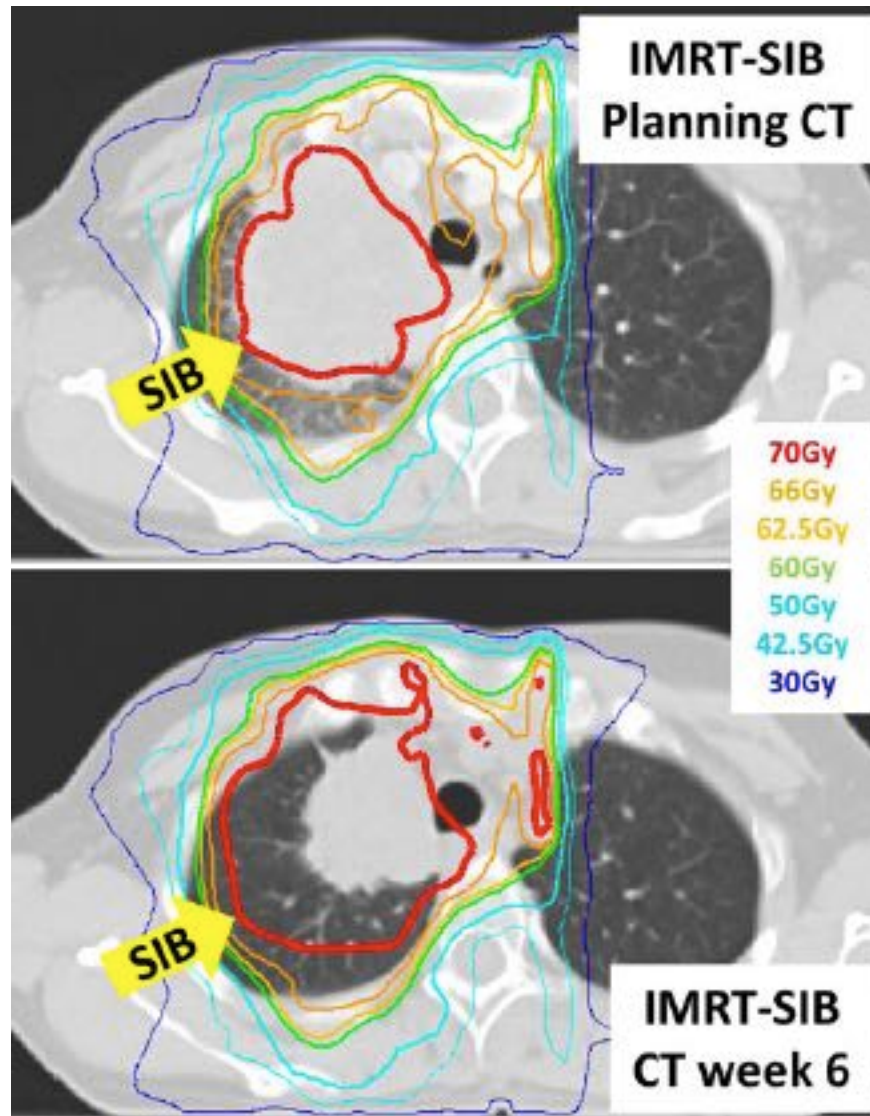 IMRT-SIB
Planning CT
SIB
70Gy
66Gy
62.5Gy
60Gy
50Gy
42.5Gy
30Gy
SIB
IMRT-SIB
CT week 6